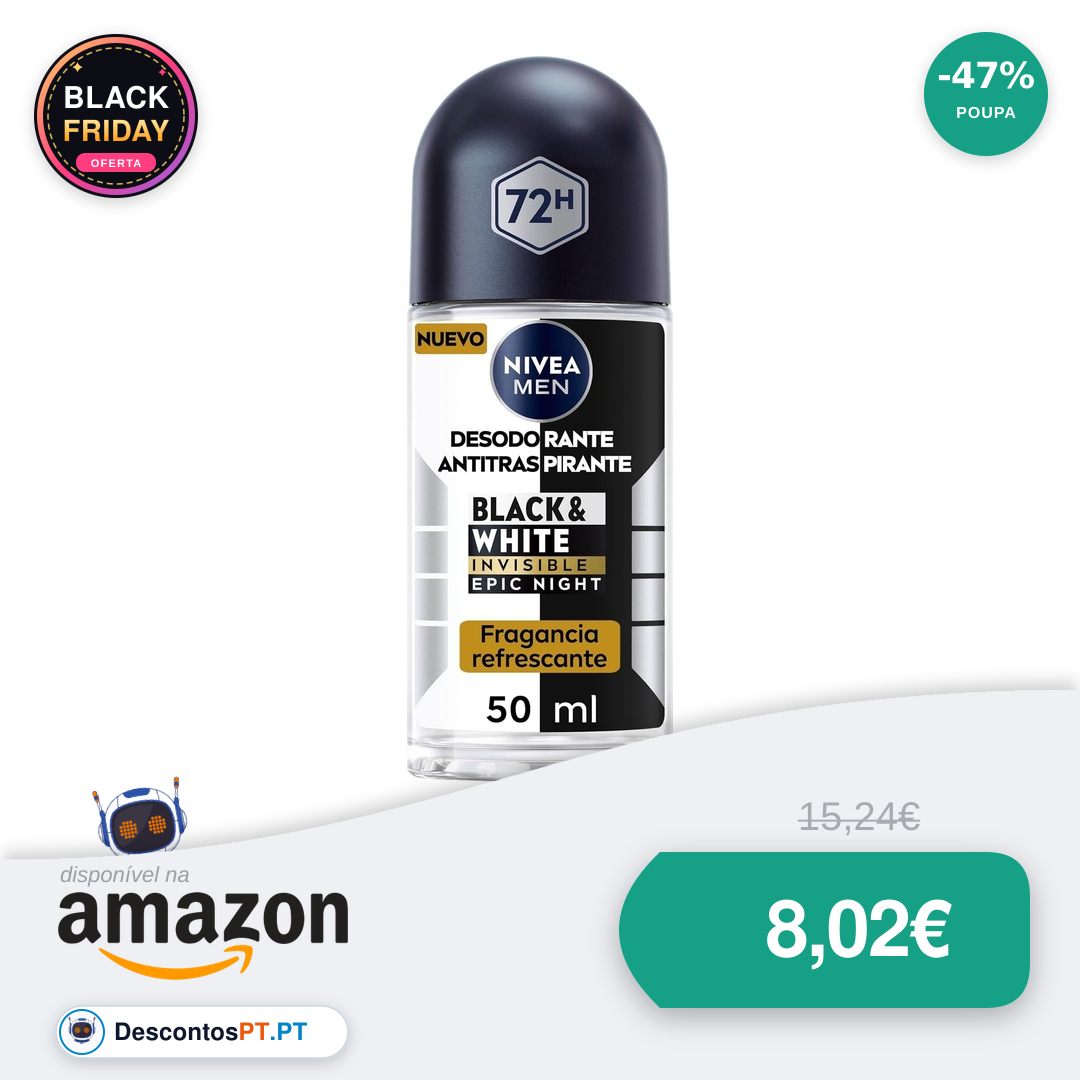 BLACK
FRIDAY
OFERTA
-47%
POUPA
72H
NUEVO
NIVEA
MEN
DESODORANTE
ANTITRASPIRANTE
BLACK &
WHITE
INVISIBLE
EPIC NIGHT
Fragancia
refrescante
50 ml
15,24€
8,02€
disponível na
amazon
DescontosPT.PT